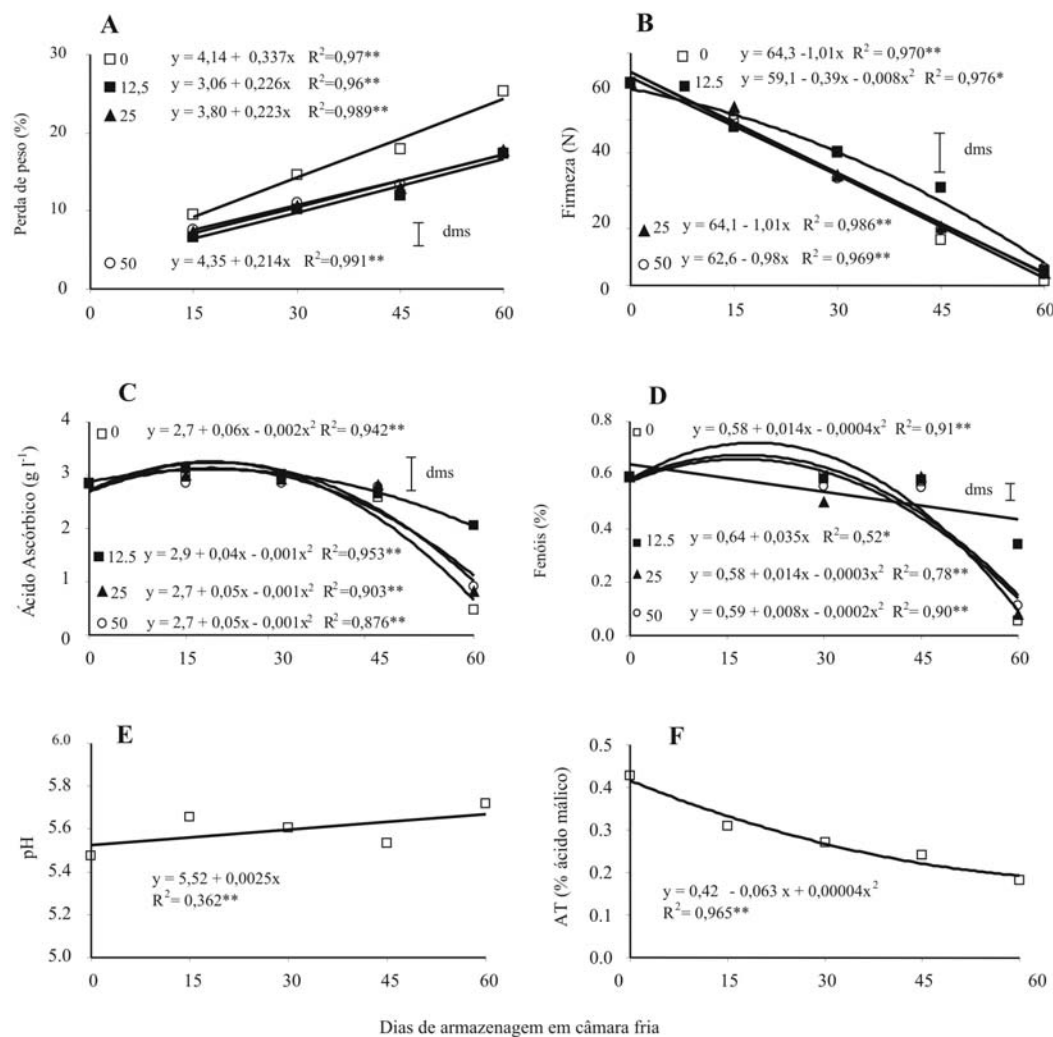 A
30
20
10
0
Perda de peso (%)
0 y = 4,14 + 0,337x R²=0,97**
12,5 y = 3,06 + 0,226x R²=0,96**
25 y = 3,80 + 0,223x R²=0,989**
dms
50 y = 4,35 + 0,214x R²=0,991**
0 15 30 45 60
B
60
40
20
0
Firmeza (N)
0 y = 64,3 -1,01x R² = 0,970**
12.5 y = 59,1 - 0,39x - 0,008x² R² = 0,976*
dms
25 y = 64,1 - 1,01x R² = 0,986**
50 y = 62,6 - 0,98x R² = 0,969**
0 15 30 45 60
C
4
3
2
1
0
Ácido Ascórbico (g l⁻¹)
0 y = 2,7 + 0,06x - 0,002x² R²= 0,942**
dms
12.5 y = 2,9 + 0,04x - 0,001x² R²= 0,953**
25 y = 2,7 + 0,05x - 0,001x² R²= 0,903**
50 y = 2,7 + 0,05x - 0,001x² R²= 0,876**
0 15 30 45 60
D
0.8
0.6
0.4
0.2
0.0
Fenóis (%)
0 y = 0,58 + 0,014x - 0,0004x² R²= 0,91**
dms
12.5 y = 0,64 + 0,035x R²= 0,52*
25 y = 0,58 + 0,014x - 0,0003x² R²= 0,78**
50 y = 0,59 + 0,008x - 0,0002x² R²= 0,90**
0 15 30 45 60
E
6.0
5.8
5.6
5.4
5.2
5.0
pH
y = 5,52 + 0,0025x
R²= 0,362**
0 15 30 45 60
F
0.5
0.4
0.3
0.2
0.1
0.0
AT (% ácido málico)
y = 0,42 - 0,063 x + 0,00004x²
R²= 0,965**
0 15 30 45 60
Dias de armazenagem em câmara fria